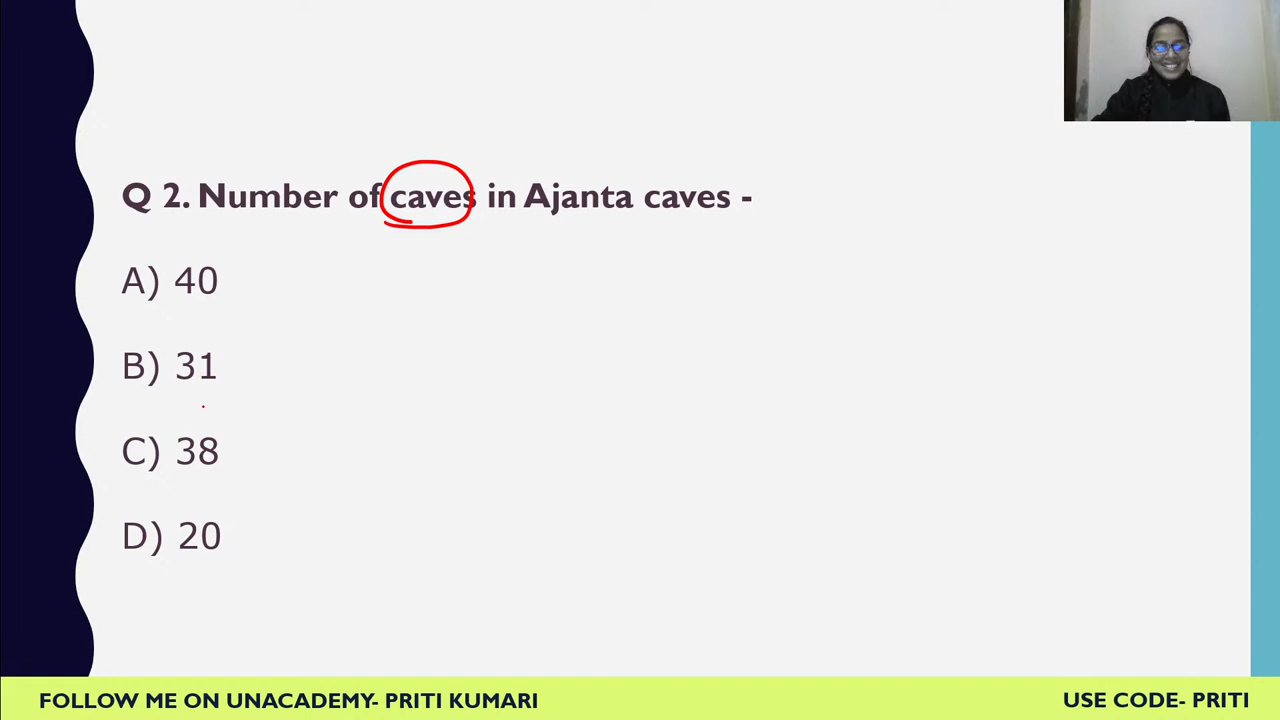 Q 2. Number of caves in Ajanta caves -
A) 40
B) 31
C) 38
D) 20
FOLLOW ME ON UNACADEMY- PRITI KUMARI
USE CODE- PRITI